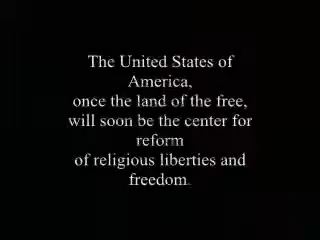 The United States of
America,
once the land of the free,
will soon be the center for
reform
of religious liberties and
freedom.